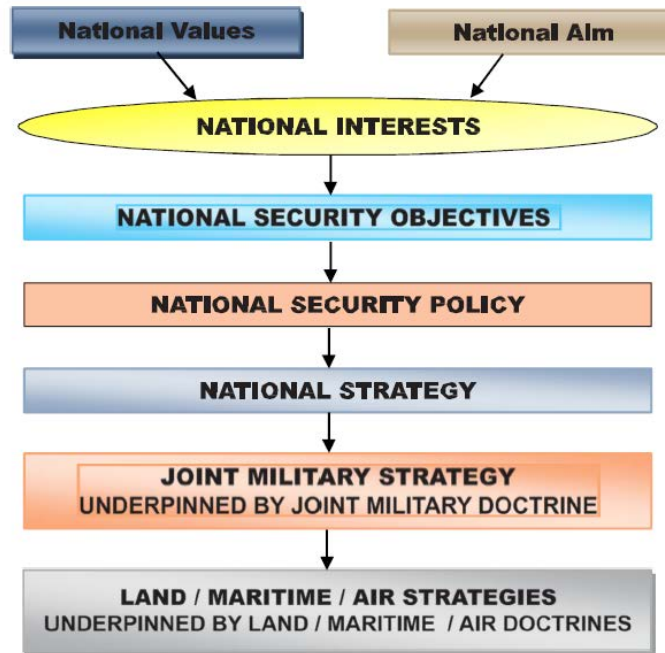 National Values
National Aim
NATIONAL INTERESTS
NATIONAL SECURITY OBJECTIVES
NATIONAL SECURITY POLICY
NATIONAL STRATEGY
JOINT MILITARY STRATEGY
UNDERPINNED BY JOINT MILITARY DOCTRINE
LAND / MARITIME / AIR STRATEGIES
UNDERPINNED BY LAND / MARITIME / AIR DOCTRINES